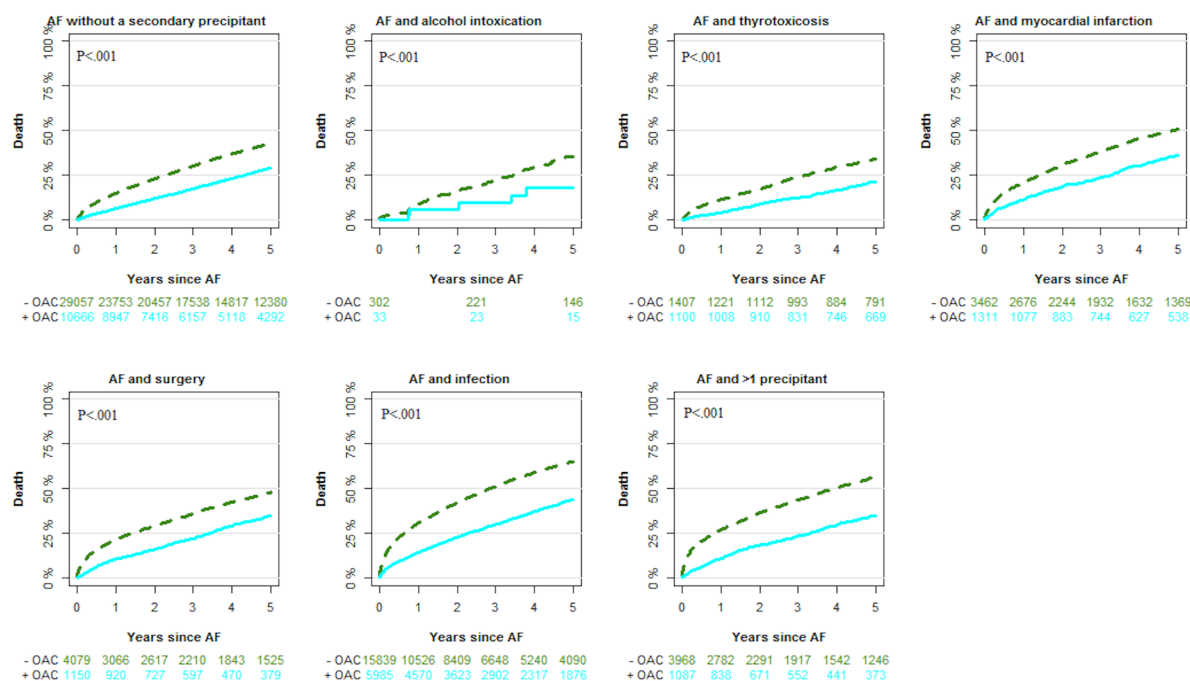 AF without a secondary precipitant
P<.001
Death
0 % 25 % 50 % 75 % 100 %
0 1 2 3 4 5
Years since AF
- OAC 29057 23753 20457 17538 14817 12380
+ OAC 10666 8947 7416 6157 5118 4292
AF and alcohol intoxication
P<.001
Death
0 % 25 % 50 % 75 % 100 %
0 1 2 3 4 5
Years since AF
- OAC 302 221 146
+ OAC 33 23 15
AF and thyrotoxicosis
P<.001
Death
0 % 25 % 50 % 75 % 100 %
0 1 2 3 4 5
Years since AF
- OAC 1407 1221 1112 993 884 791
+ OAC 1100 1008 910 831 746 669
AF and myocardial infarction
P<.001
Death
0 % 25 % 50 % 75 % 100 %
0 1 2 3 4 5
Years since AF
- OAC 3462 2676 2244 1932 1632 1369
+ OAC 1311 1077 883 744 627 538
AF and surgery
P<.001
Death
0 % 25 % 50 % 75 % 100 %
0 1 2 3 4 5
Years since AF
- OAC 4079 3066 2617 2210 1843 1525
+ OAC 1150 920 727 597 470 379
AF and infection
P<.001
Death
0 % 25 % 50 % 75 % 100 %
0 1 2 3 4 5
Years since AF
- OAC 15839 10526 8409 6648 5240 4090
+ OAC 5985 4570 3623 2902 2317 1876
AF and >1 precipitant
P<.001
Death
0 % 25 % 50 % 75 % 100 %
0 1 2 3 4 5
Years since AF
- OAC 3968 2782 2291 1917 1542 1246
+ OAC 1087 838 671 552 441 373